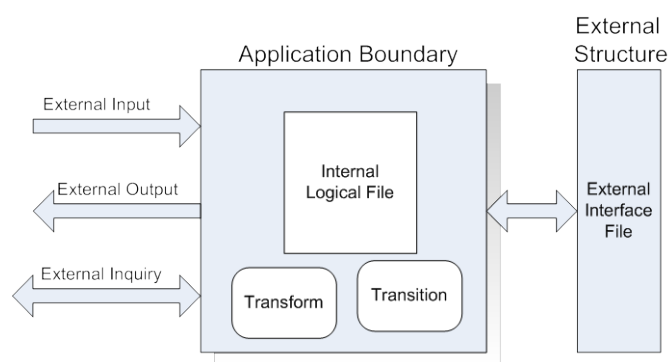 External
Structure
Application Boundary
External Input
External Output
External Inquiry
Internal
Logical File
Transform
Transition
External
Interface
File